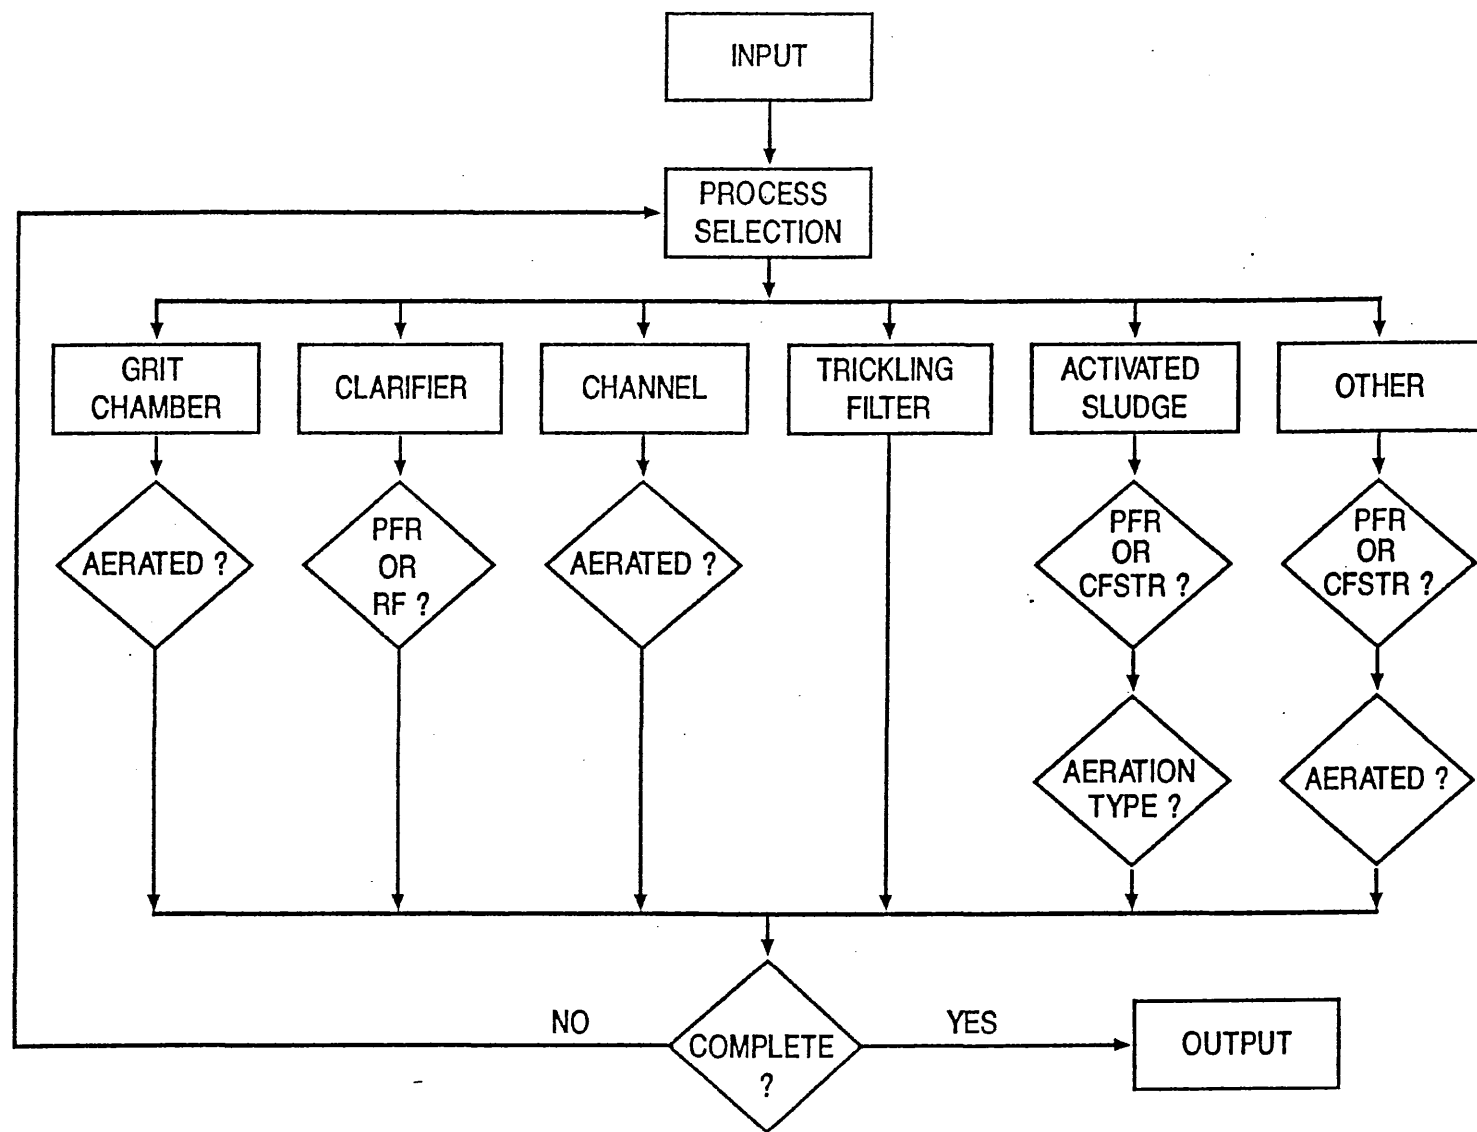 INPUT
PROCESS
SELECTION
GRIT
CHAMBER
CLARIFIER
CHANNEL
TRICKLING
FILTER
ACTIVATED
SLUDGE
OTHER
AERATED ?
PFR
OR
RF ?
AERATED ?
PFR
OR
CFSTR ?
PFR
OR
CFSTR ?
AERATION
TYPE ?
AERATED ?
NO
COMPLETE
?
YES
OUTPUT